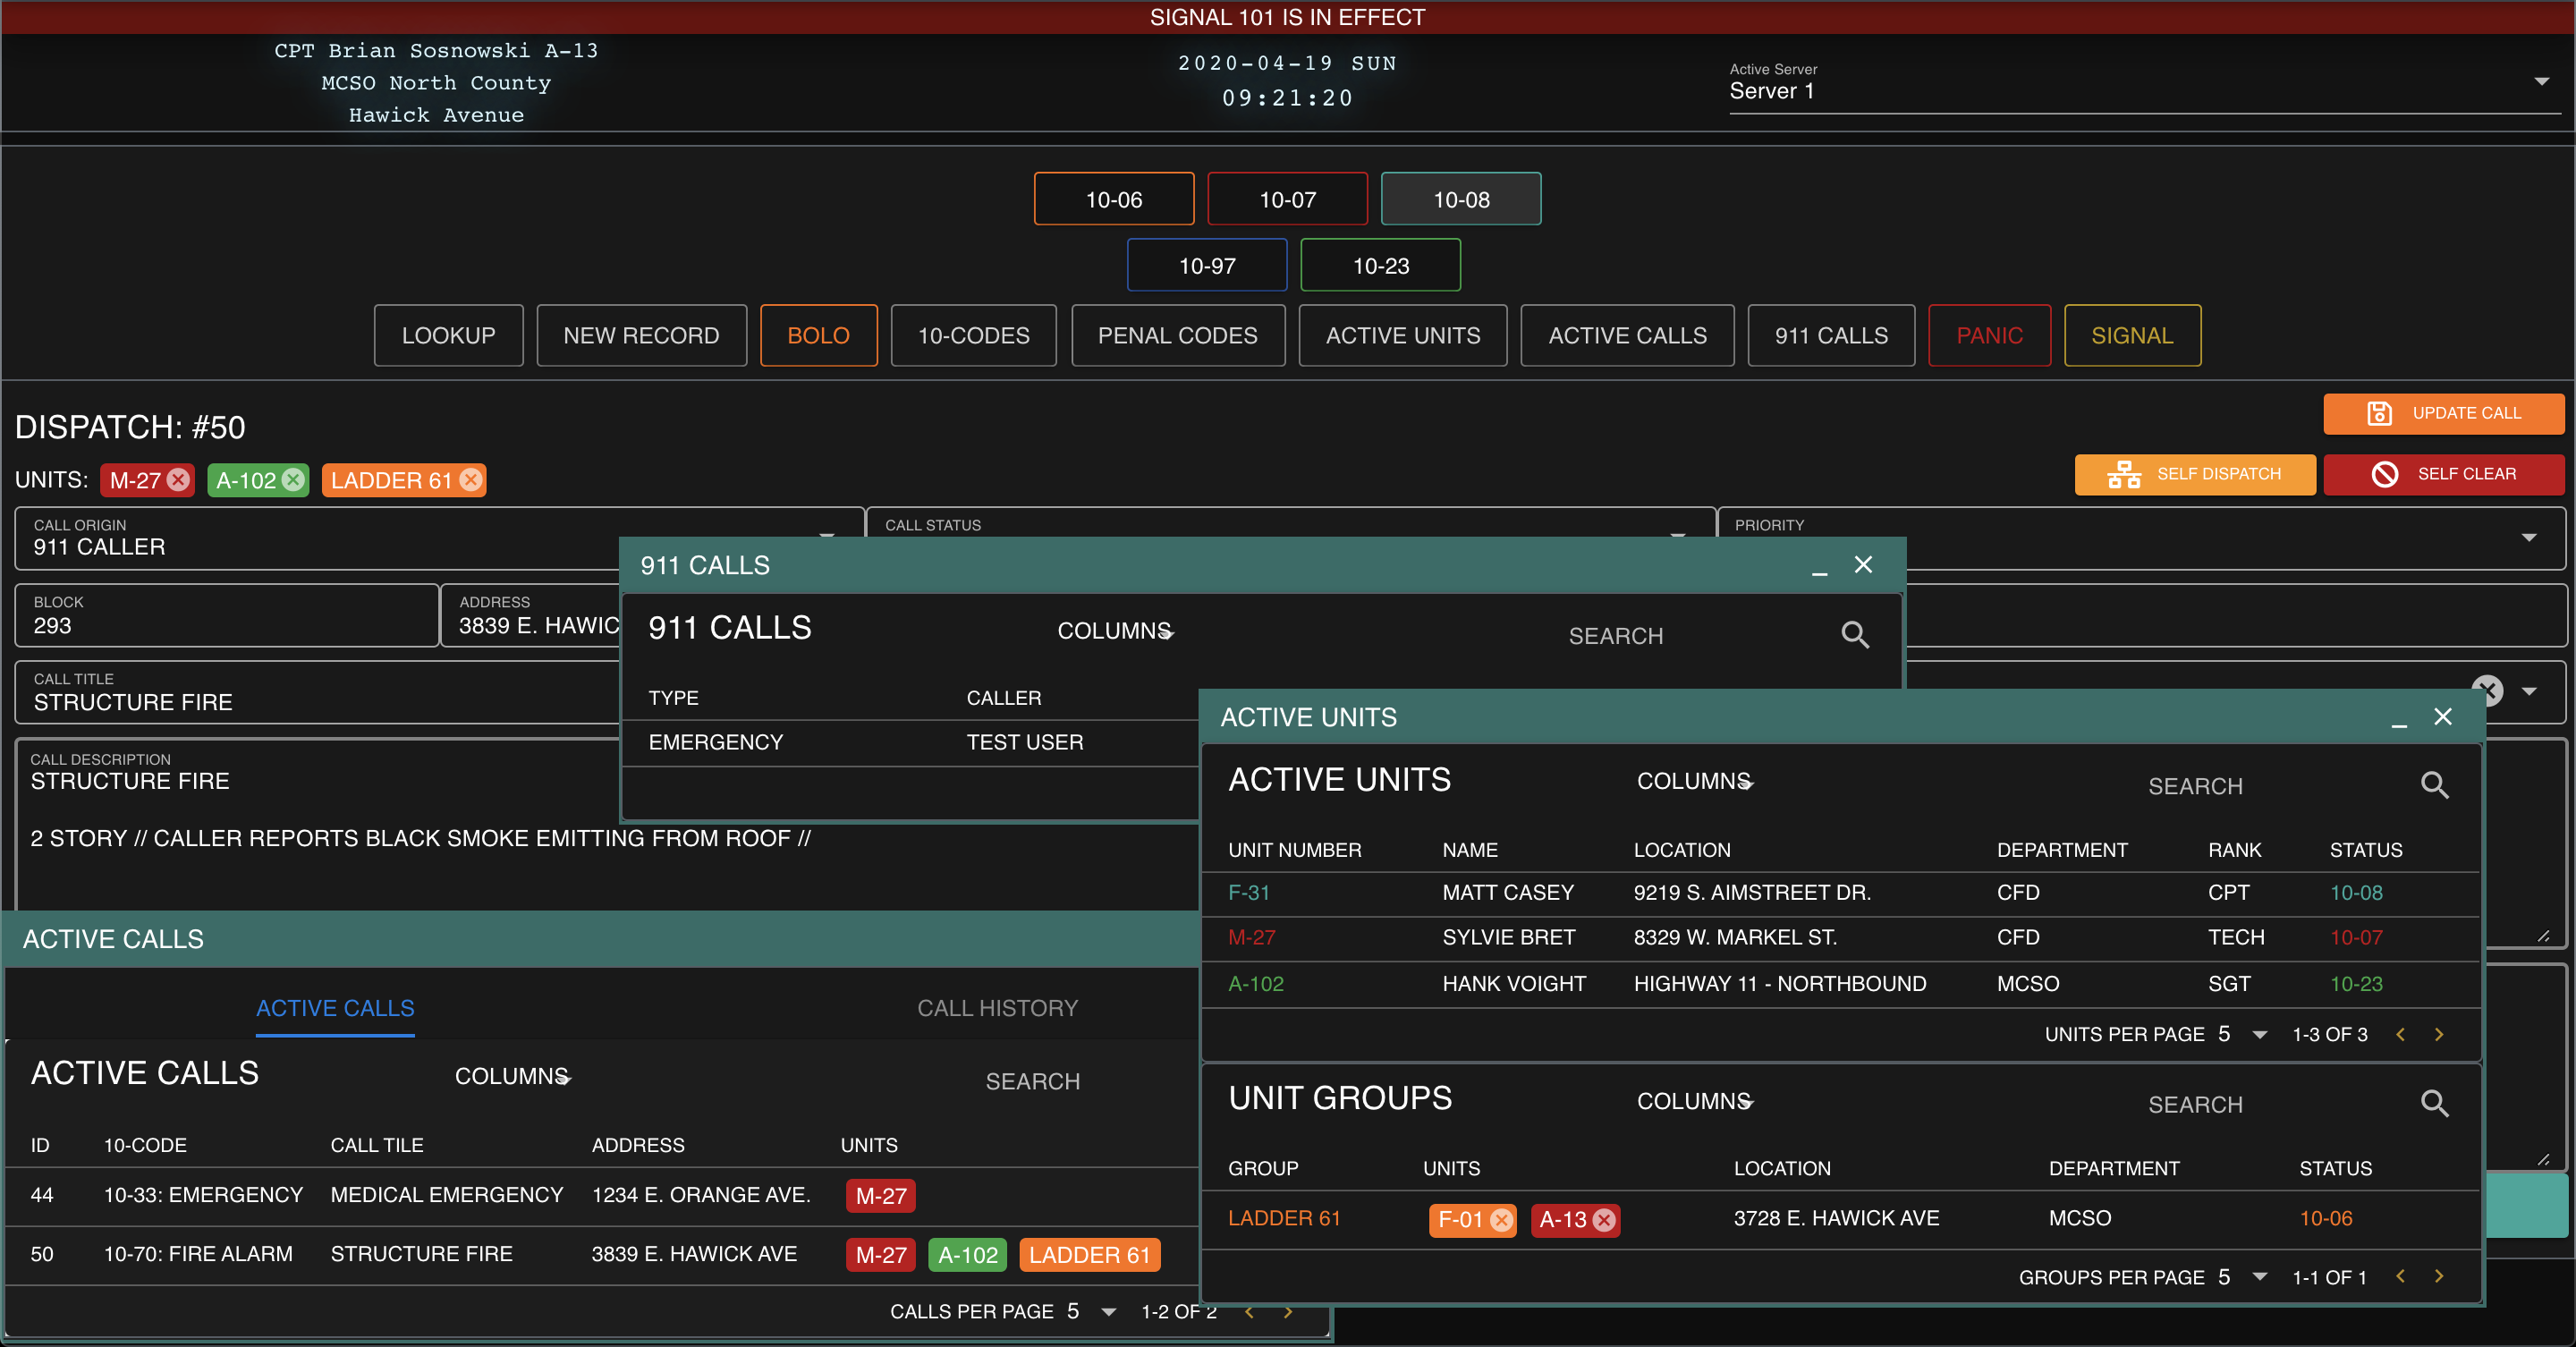 SIGNAL 101 IS IN EFFECT
CPT Brian Sosnowski A-13
MCSO North County
Hawick Avenue
2020-04-19 SUN
09:21:20
Active Server
Server 1
10-06 10-07 10-08
10-97 10-23
LOOKUP NEW RECORD BOLO 10-CODES PENAL CODES ACTIVE UNITS ACTIVE CALLS 911 CALLS PANIC SIGNAL
DISPATCH: #50
UPDATE CALL
UNITS: M-27 A-102 LADDER 61
SELF DISPATCH SELF CLEAR
CALL ORIGIN
911 CALLER
CALL STATUS
PRIORITY
BLOCK
293
ADDRESS
3839 E. HAWIC
CALL TITLE
STRUCTURE FIRE
CALL DESCRIPTION
STRUCTURE FIRE
2 STORY // CALLER REPORTS BLACK SMOKE EMITTING FROM ROOF //
911 CALLS
911 CALLS COLUMNS SEARCH
TYPE CALLER
EMERGENCY TEST USER
ACTIVE UNITS
ACTIVE UNITS COLUMNS SEARCH
UNIT NUMBER NAME LOCATION DEPARTMENT RANK STATUS
F-31 MATT CASEY 9219 S. AIMSTREET DR. CFD CPT 10-08
M-27 SYLVIE BRET 8329 W. MARKEL ST. CFD TECH 10-07
A-102 HANK VOIGHT HIGHWAY 11 - NORTHBOUND MCSO SGT 10-23
UNITS PER PAGE 5 1-3 OF 3
UNIT GROUPS COLUMNS SEARCH
GROUP UNITS LOCATION DEPARTMENT STATUS
LADDER 61 F-01 A-13 3728 E. HAWICK AVE MCSO 10-06
GROUPS PER PAGE 5 1-1 OF 1
ACTIVE CALLS
ACTIVE CALLS CALL HISTORY
ACTIVE CALLS COLUMNS SEARCH
ID 10-CODE CALL TILE ADDRESS UNITS
44 10-33: EMERGENCY MEDICAL EMERGENCY 1234 E. ORANGE AVE. M-27
50 10-70: FIRE ALARM STRUCTURE FIRE 3839 E. HAWICK AVE M-27 A-102 LADDER 61
CALLS PER PAGE 5 1-2 OF 2